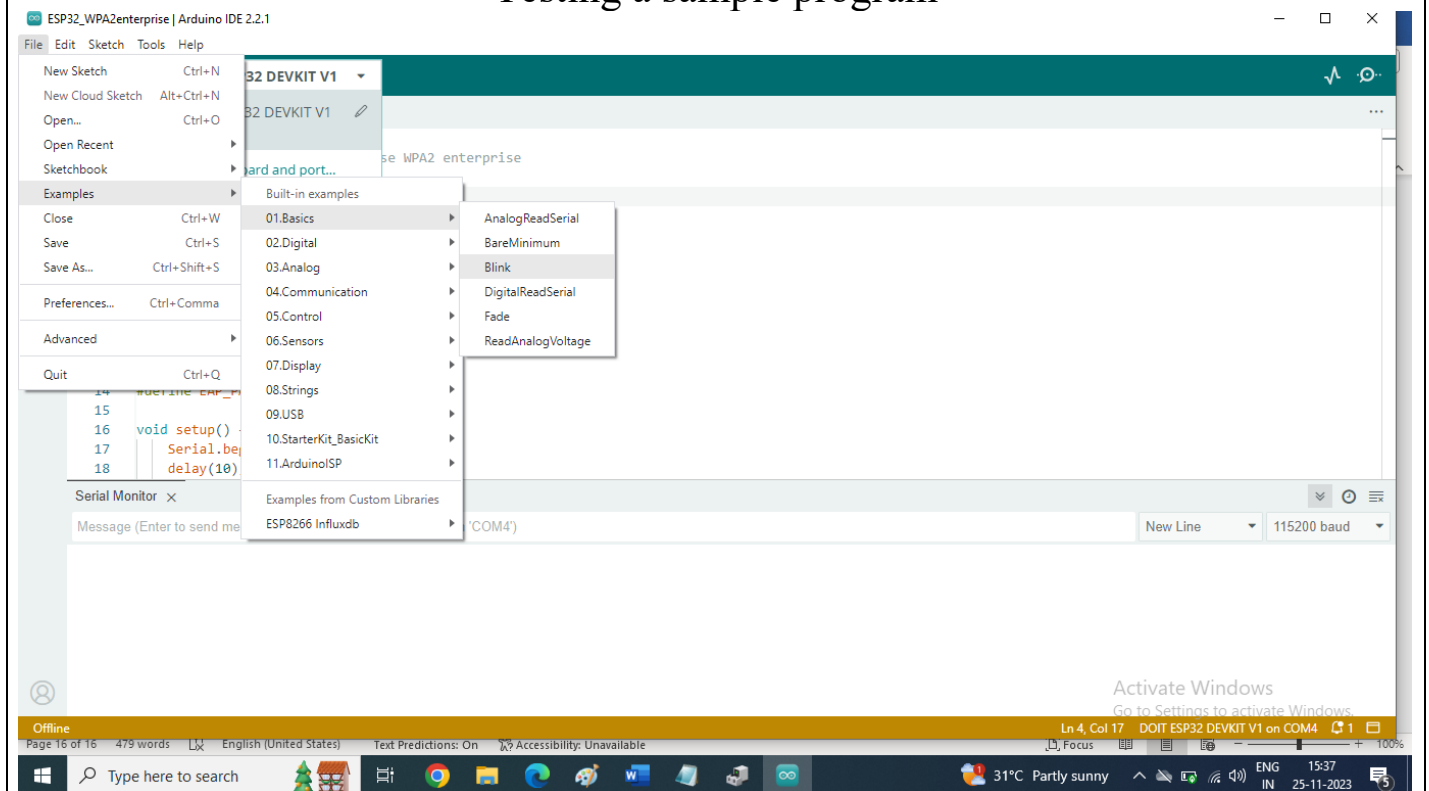 Testing a sample program
ESP32_WPA2enterprise | Arduino IDE 2.2.1
File Edit Sketch Tools Help
New Sketch Ctrl+N
New Cloud Sketch Alt+Ctrl+N
Open... Ctrl+O
Open Recent
Sketchbook
Examples
Close Ctrl+W
Save Ctrl+S
Save As... Ctrl+Shift+S
Preferences... Ctrl+Comma
Advanced
Quit Ctrl+Q
32 DEVKIT V1
32 DEVKIT V1
ard and port...
se WPA2 enterprise
Built-in examples
01.Basics
02.Digital
03.Analog
04.Communication
05.Control
06.Sensors
07.Display
08.Strings
09.USB
10.StarterKit_BasicKit
11.ArduinoISP
Examples from Custom Libraries
ESP8266 Influxdb
AnalogReadSerial
BareMinimum
Blink
DigitalReadSerial
Fade
ReadAnalogVoltage
14 #define EAP_P
15
16 void setup()
17 Serial.be
18 delay(10)
Serial Monitor
Message (Enter to send me 'COM4')
New Line 115200 baud
Activate Windows
Go to Settings to activate Windows.
Offline Ln 4, Col 17 DOIT ESP32 DEVKIT V1 on COM4 1
Page 16 of 16 479 words English (United States) Text Predictions: On Accessibility: Unavailable Focus 100%
Type here to search 31°C Partly sunny ENG IN 15:37 25-11-2023 5